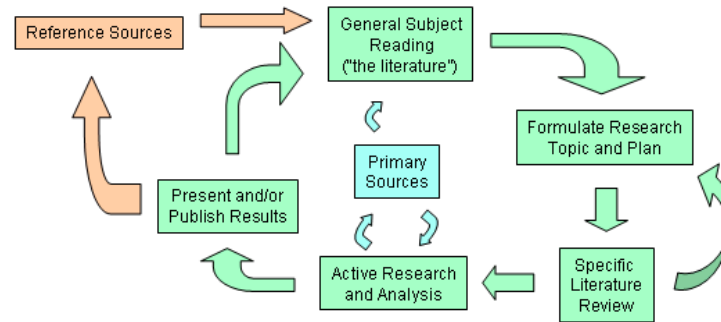 Reference Sources
General Subject
Reading
("the literature")
Formulate Research
Topic and Plan
Primary
Sources
Present and/or
Publish Results
Active Research
and Analysis
Specific
Literature
Review